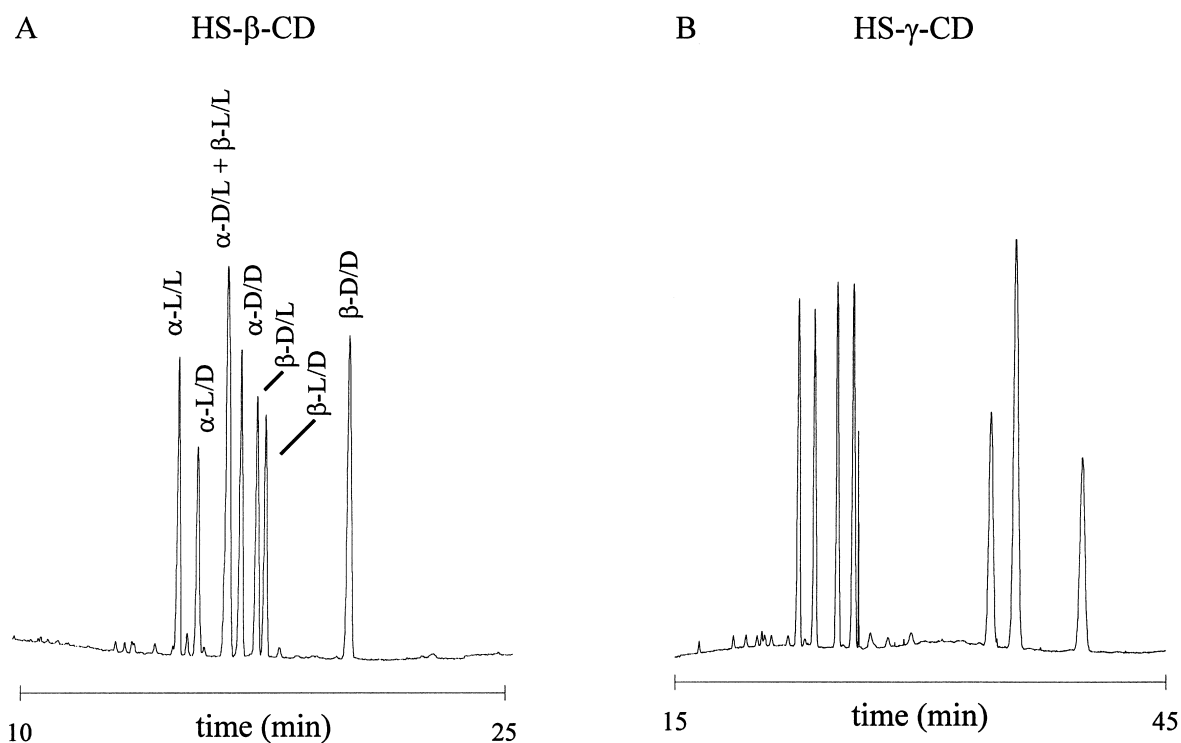 A
HS-β-CD
α-L/L
α-L/D
α-D/L + β-L/L
α-D/D
β-D/L
β-L/D
β-D/D
10
time (min)
25
B
HS-γ-CD
15
time (min)
45